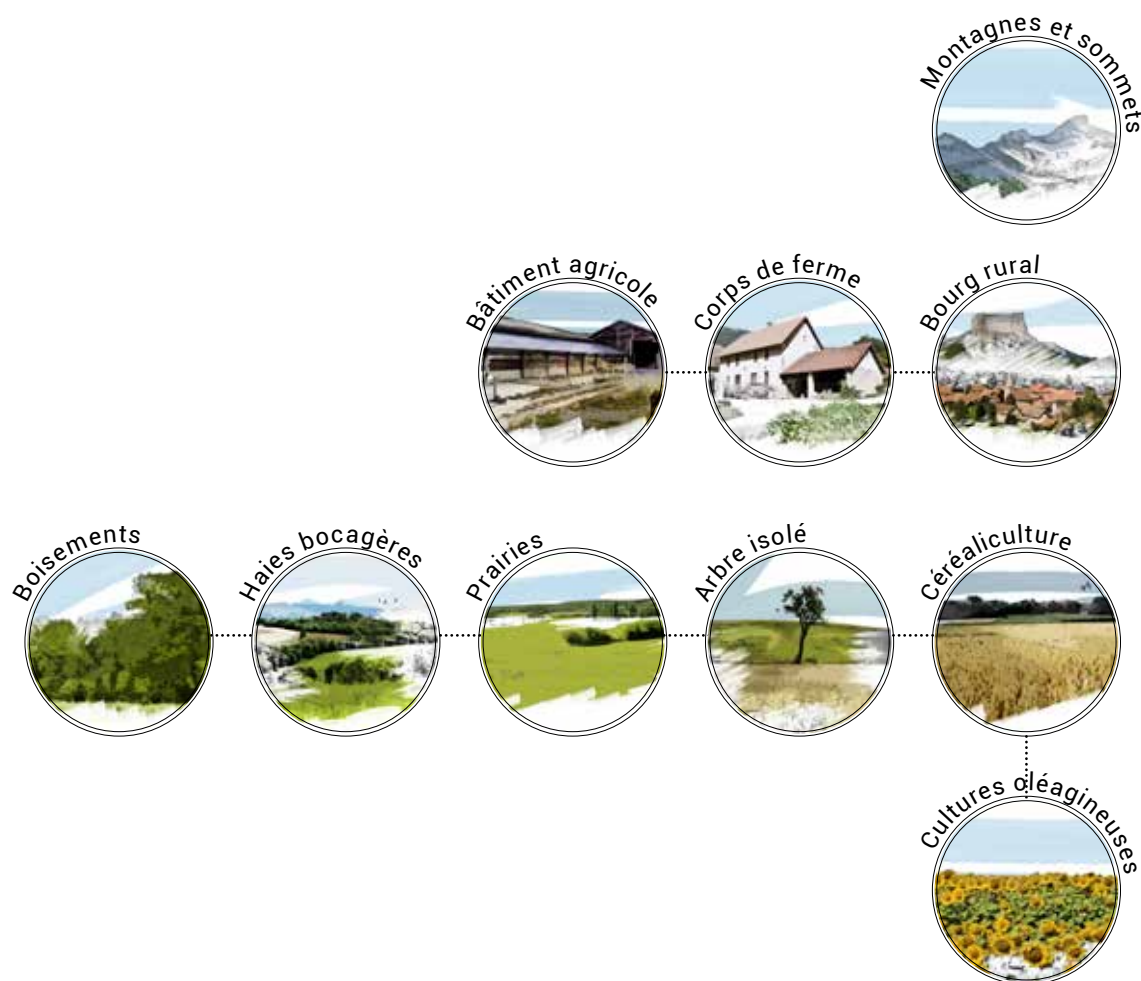 Montagnes et sommets
Bâtiment agricole
Corps de ferme
Bourg rural
Boisements
Haies bocagères
Prairies
Arbre isolé
Céréaliculture
Cultures oléagineuses